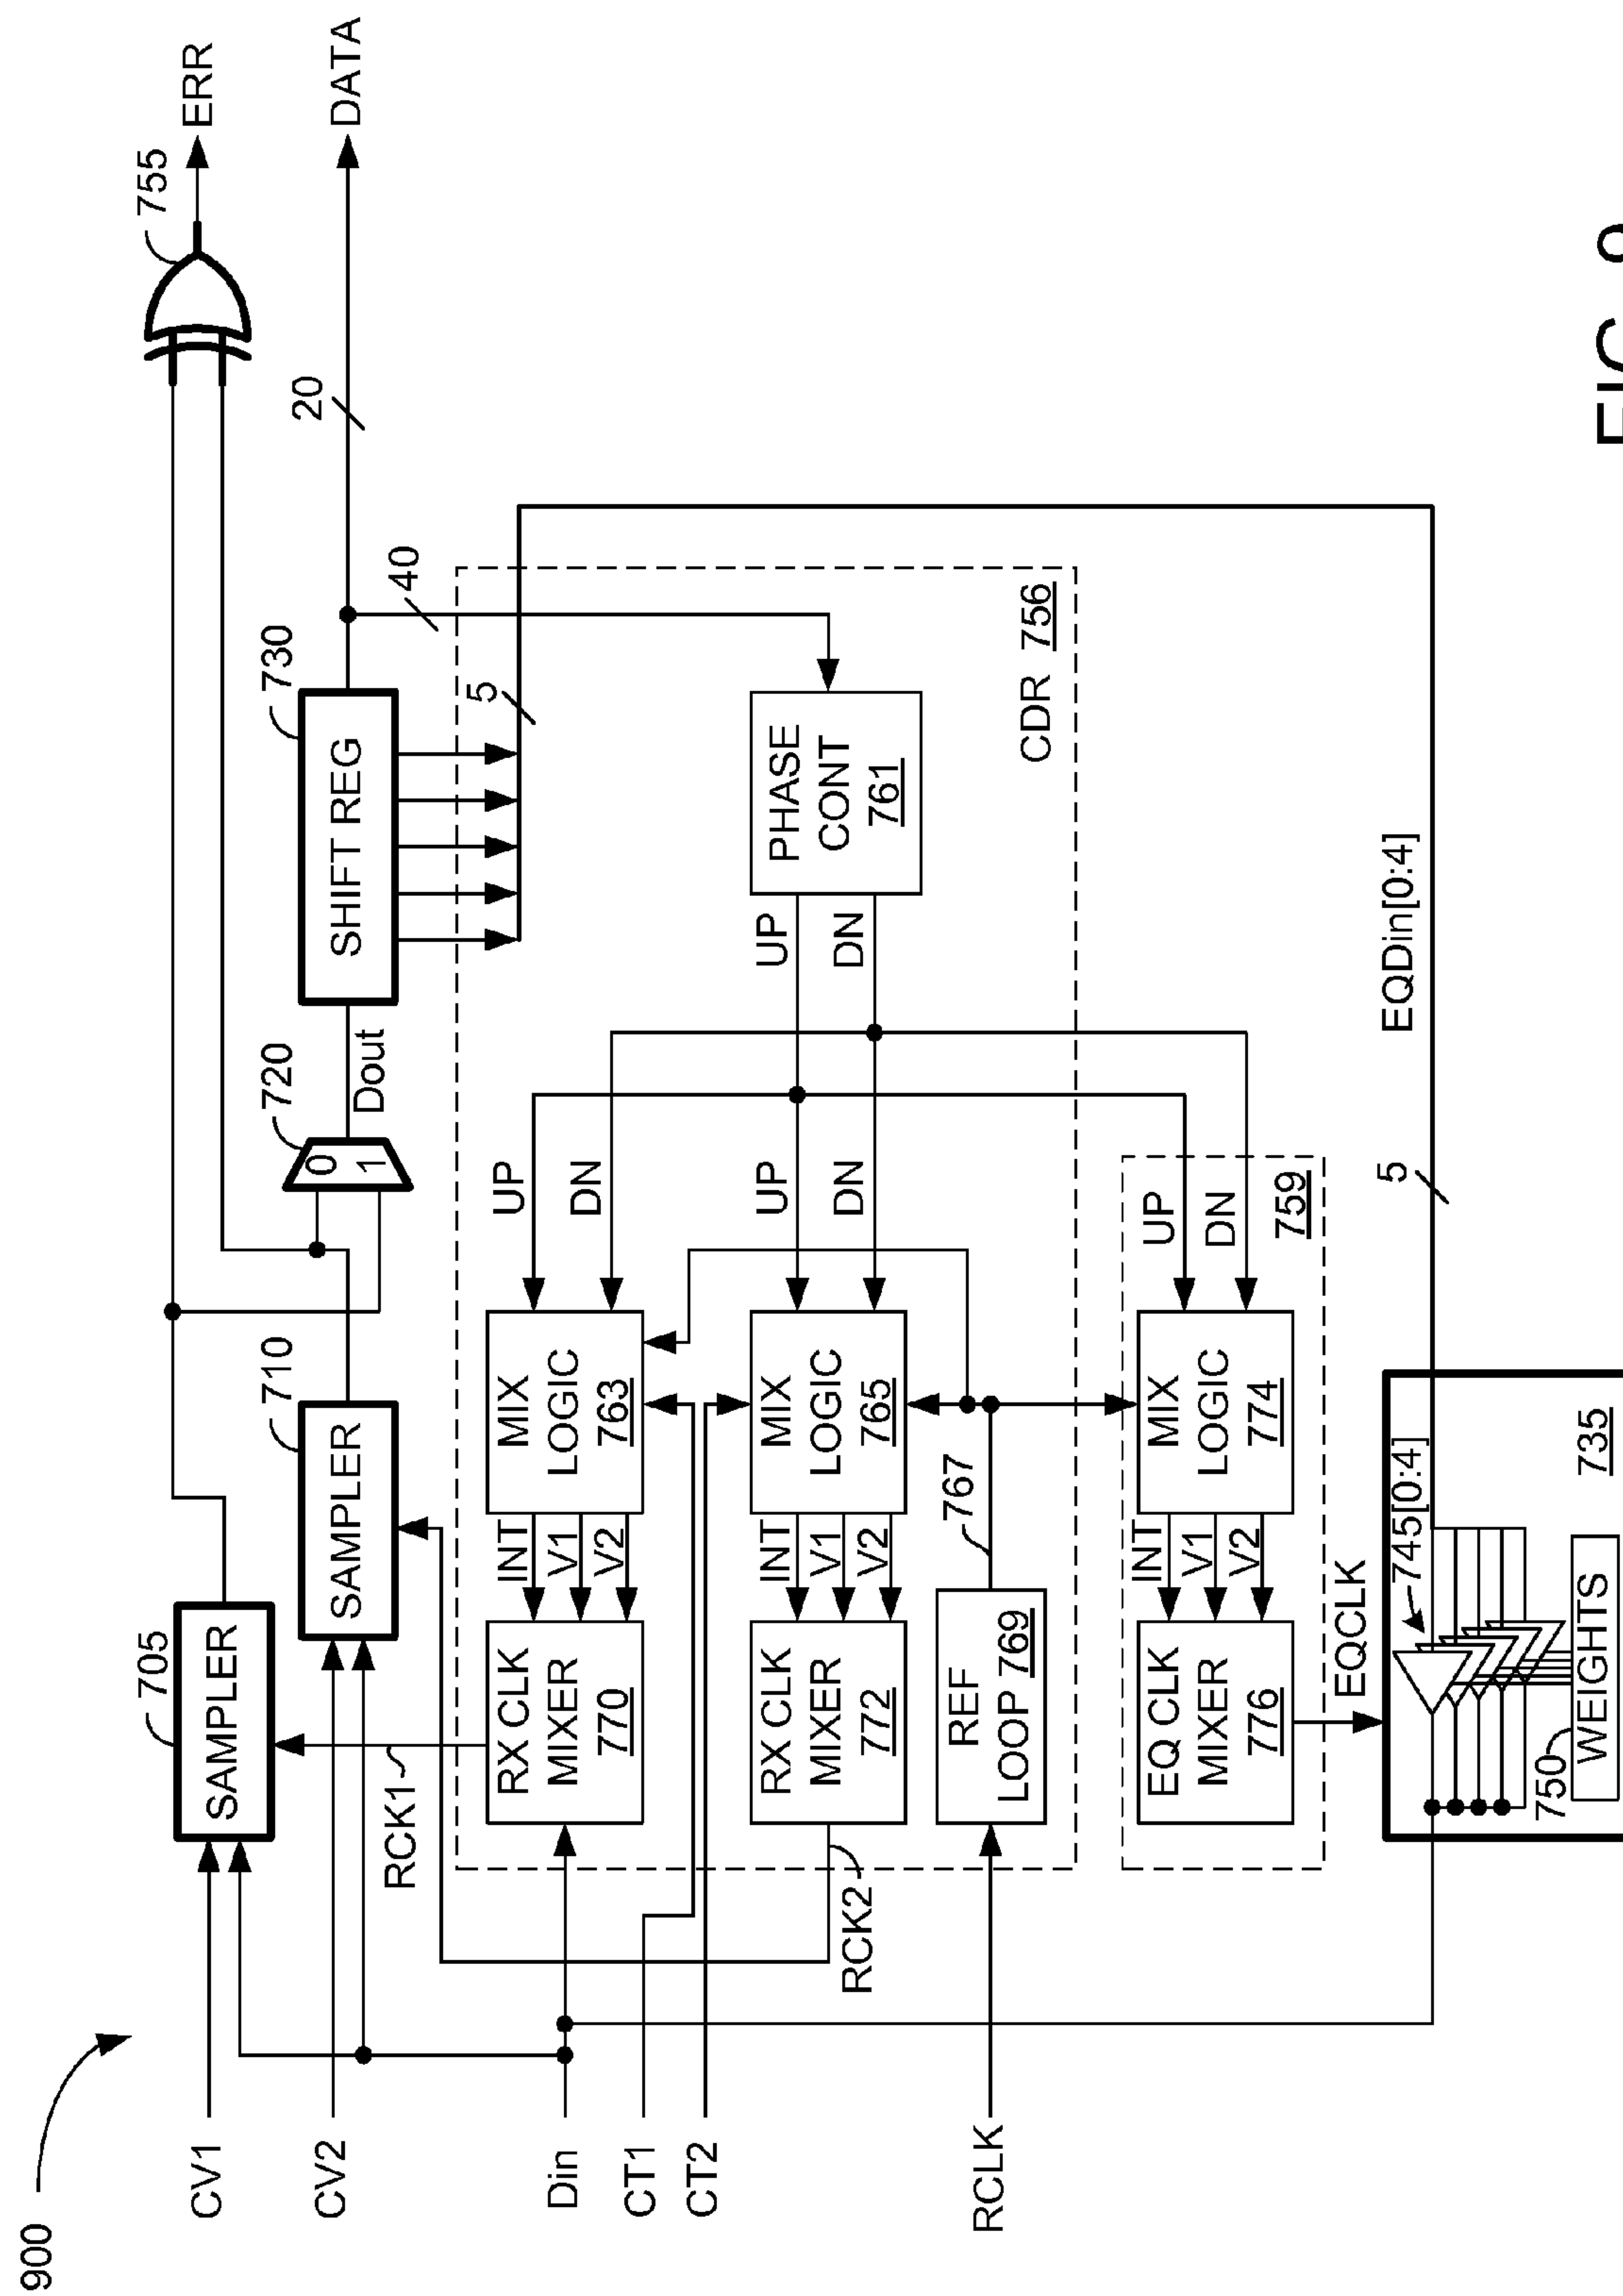 900
CV1
CV2
Din
CT1
CT2
RCLK
705
SAMPLER
710
SAMPLER
720
0
1
Dout
730
SHIFT REG
20
755
ERR
DATA
40
5
RCK1
RCK2
RX CLK
MIXER
770
INT
V1
V2
MIX
LOGIC
763
UP
DN
RX CLK
MIXER
772
INT
V1
V2
MIX
LOGIC
765
UP
DN
UP
DN
PHASE
CONT
761
CDR 756
REF
LOOP 769
767
EQ CLK
MIXER
776
INT
V1
V2
MIX
LOGIC
774
UP
DN
759
EQCLK
5
EQDin[0:4]
745[0:4]
735
750
WEIGHTS